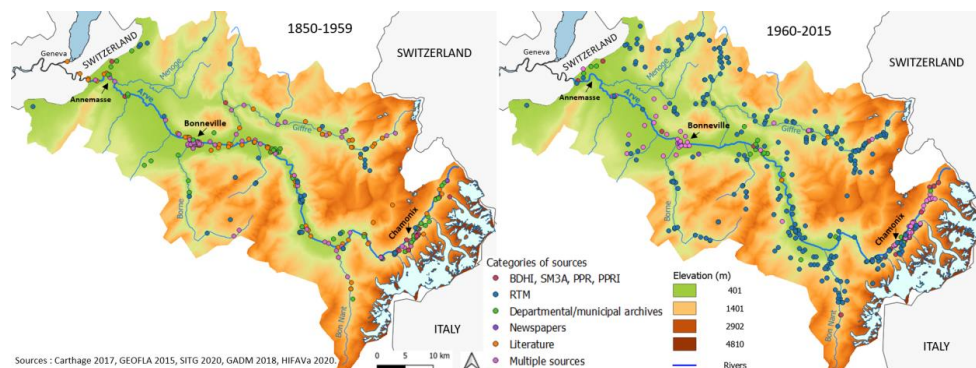 1850-1959
1960-2015
SWITZERLAND
SWITZERLAND
Geneva
SWITZERLAND
Geneva
SWITZERLAND
Menoge
Menoge
Annemasse
Annemasse
Arve
Arve
Bonneville
Bonneville
Giffre
Giffre
Borne
Borne
Chamonix
Chamonix
Bon Nant
Bon Nant
ITALY
ITALY
Categories of sources
BDHI, SM3A, PPR, PPRI
RTM
Departmental/municipal archives
Newspapers
Literature
Multiple sources
Elevation (m)
401
1401
2902
4810
Rivers
Sources : Carthage 2017, GEOFLA 2015, SITG 2020, GADM 2018, HIFAVa 2020.
0 5 10 km